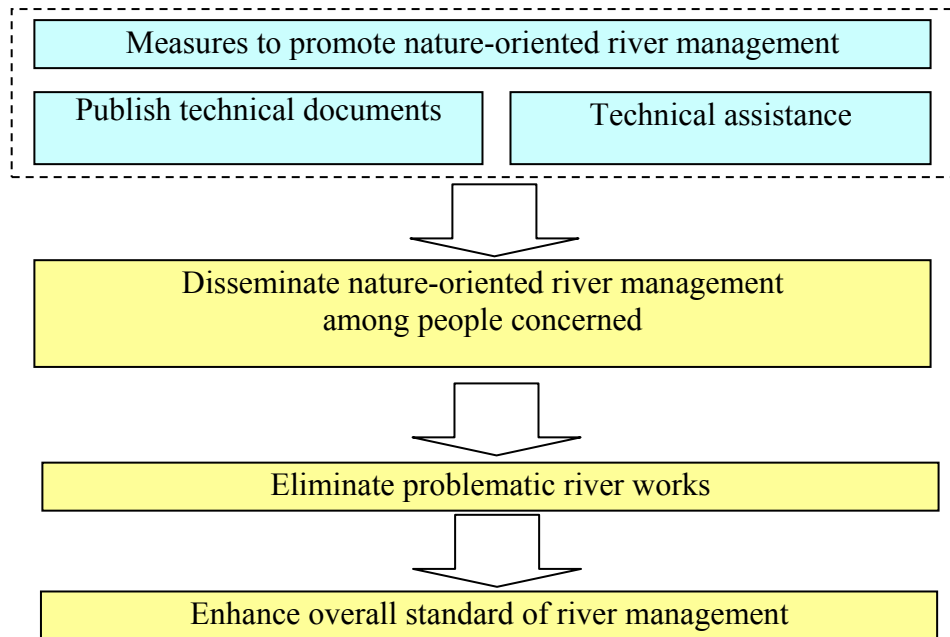 Measures to promote nature-oriented river management
Publish technical documents
Technical assistance
Disseminate nature-oriented river management
among people concerned
Eliminate problematic river works
Enhance overall standard of river management